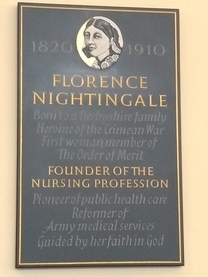 1820 1910
FLORENCE
NIGHTINGALE
Born to a Derbyshire family
Heroine of the Crimean War
First woman member of
The Order of Merit
FOUNDER OF THE
NURSING PROFESSION
Pioneer of public health care
Reformer of
Army medical services
Guided by her faith in God